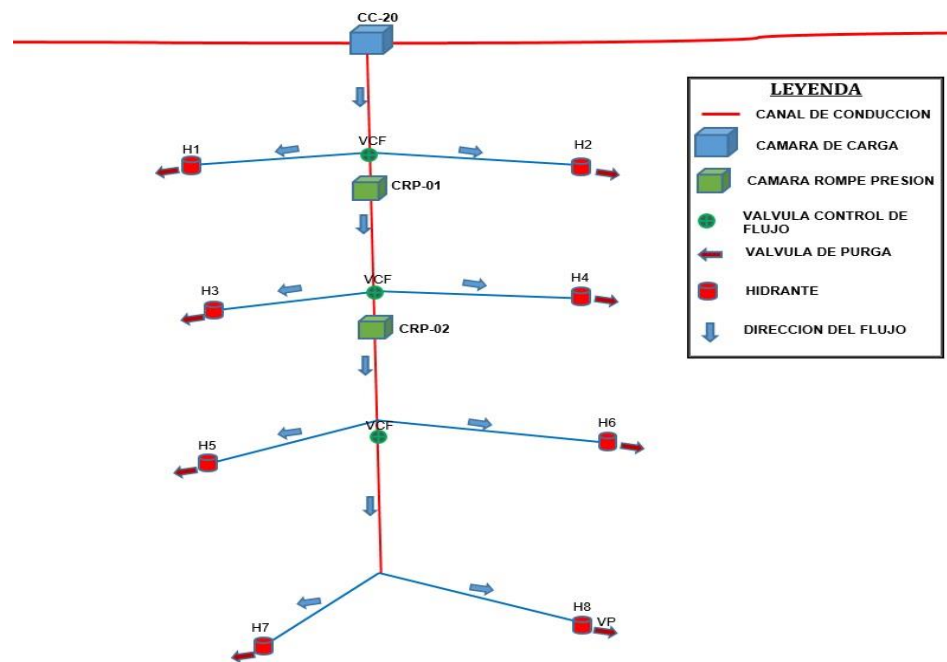 CC-20
LEYENDA
CANAL DE CONDUCCION
CAMARA DE CARGA
CAMARA ROMPE PRESION
VALVULA CONTROL DE
FLUJO
VALVULA DE PURGA
HIDRANTE
DIRECCION DEL FLUJO
VCF
H1
H2
CRP-01
VCF
H3
H4
CRP-02
VCF
H5
H6
H7
H8
VP